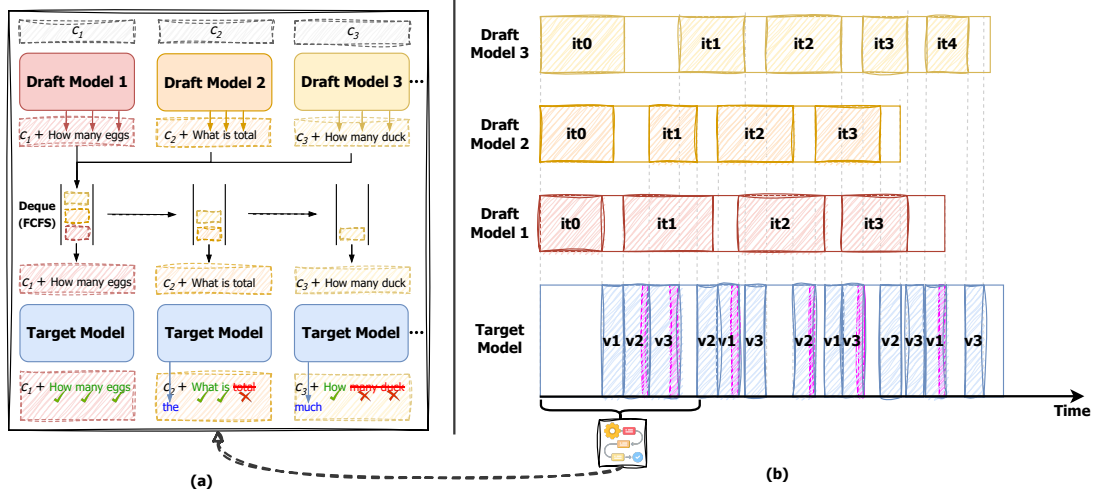 c1 c2 c3
Draft Model 1 Draft Model 2 Draft Model 3 ...
c1 + How many eggs c2 + What is total c3 + How many duck
Deque
(FCFS)
c1 + How many eggs c2 + What is total c3 + How many duck
Target Model Target Model Target Model ...
c1 + How many eggs c2 + What is total c3 + How many duck
the much
(a)
Draft
Model 3
it0 it1 it2 it3 it4
Draft
Model 2
it0 it1 it2 it3
Draft
Model 1
it0 it1 it2 it3
Target
Model
v1 v2 v3 v2 v1 v3 v2 v1 v3 v2 v3 v1 v3
Time
(b)